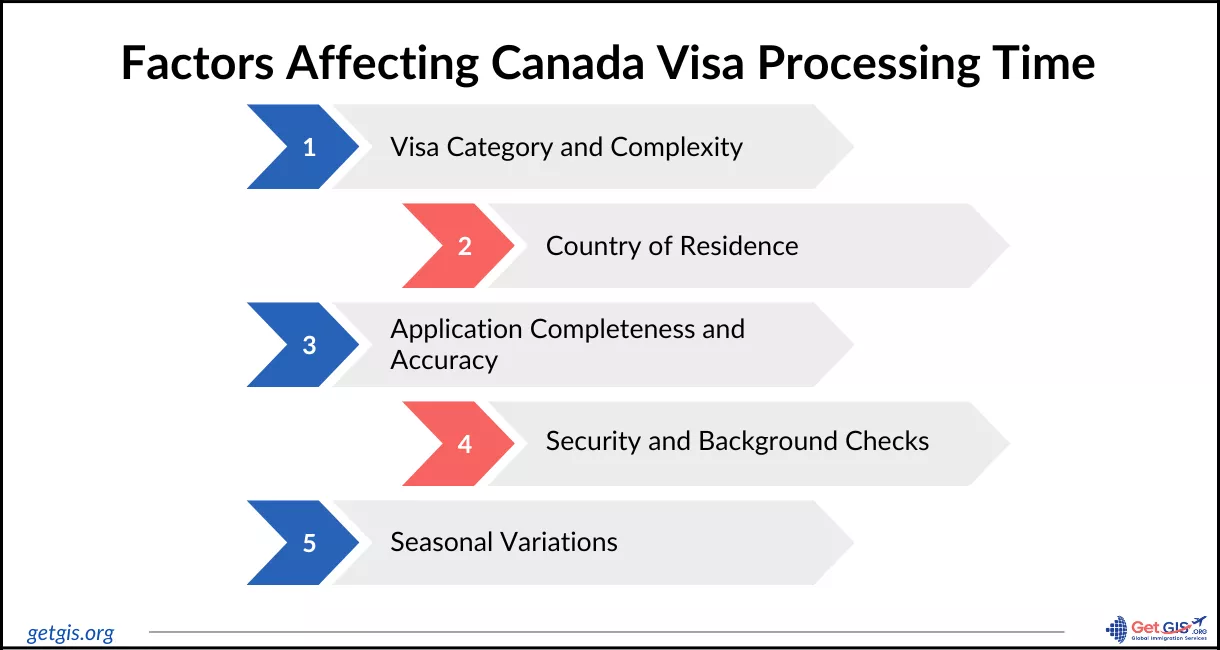 Factors Affecting Canada Visa Processing Time
1
Visa Category and Complexity
2
Country of Residence
3
Application Completeness and
Accuracy
4
Security and Background Checks
5
Seasonal Variations
getgis.org
Get GIS .ORG
Global Immigration Services